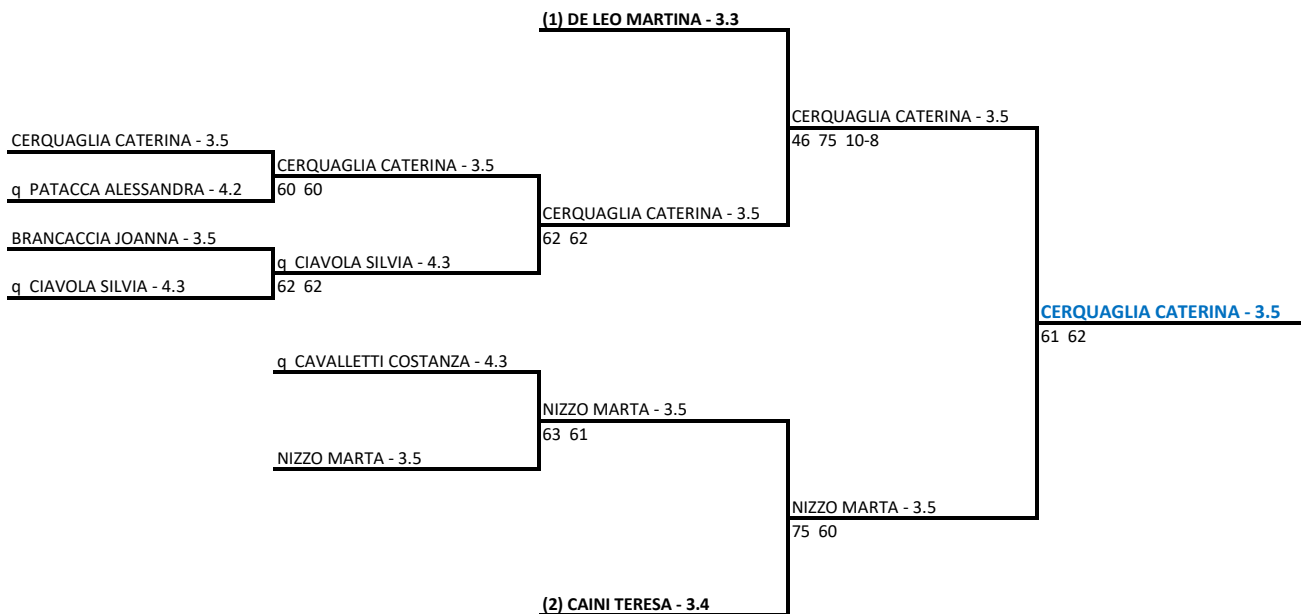 (1) DE LEO MARTINA - 3.3
CERQUAGLIA CATERINA - 3.5
46 75 10-8
CERQUAGLIA CATERINA - 3.5
CERQUAGLIA CATERINA - 3.5
60 60
q PATACCA ALESSANDRA - 4.2
CERQUAGLIA CATERINA - 3.5
62 62
BRANCACCIA JOANNA - 3.5
q CIAVOLA SILVIA - 4.3
62 62
q CIAVOLA SILVIA - 4.3
CERQUAGLIA CATERINA - 3.5
61 62
q CAVALLETTI COSTANZA - 4.3
NIZZO MARTA - 3.5
63 61
NIZZO MARTA - 3.5
NIZZO MARTA - 3.5
75 60
(2) CAINI TERESA - 3.4